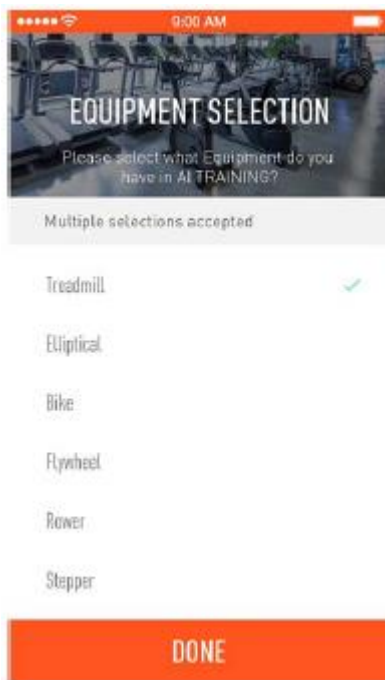 9:00 AM
EQUIPMENT SELECTION
Please select what Equipment do you
have in AI TRAINING?
Multiple selections accepted
Treadmill
Elliptical
Bike
Flywheel
Rower
Stepper
DONE